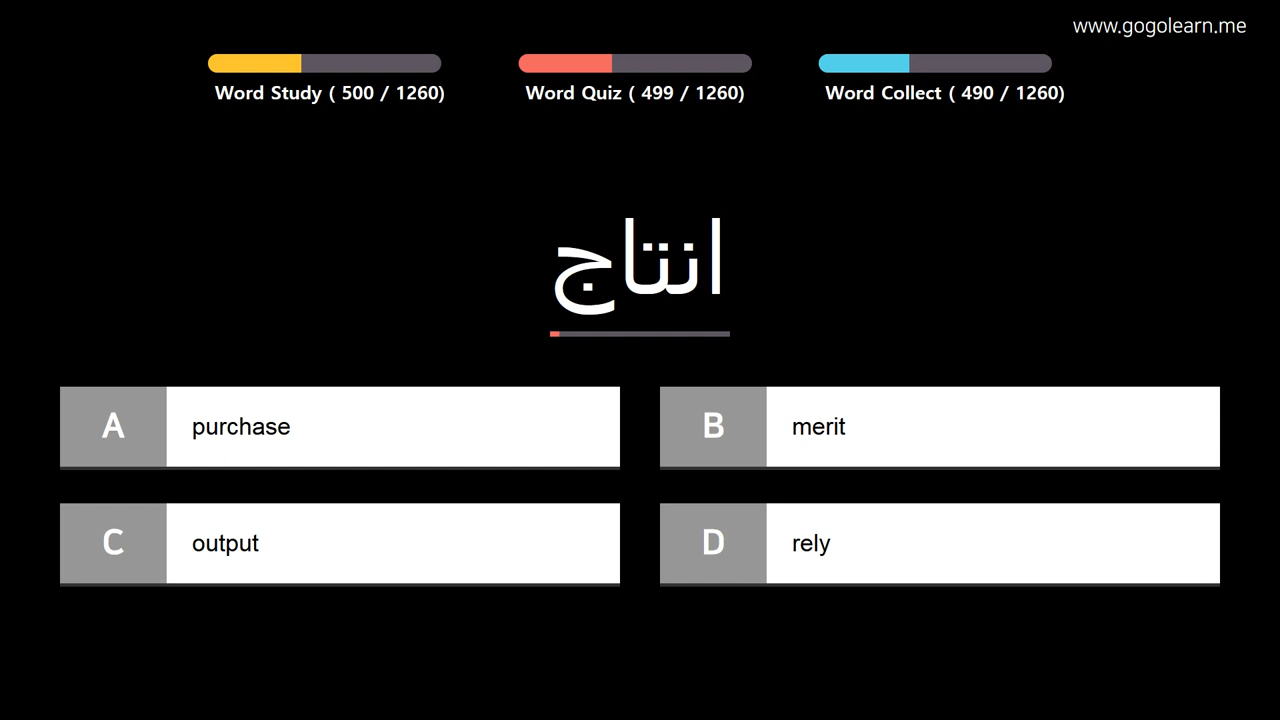 www.gogolearn.me
Word Study ( 500 / 1260)
Word Quiz ( 499 / 1260)
Word Collect ( 490 / 1260)
انتاج
A purchase
B merit
C output
D rely